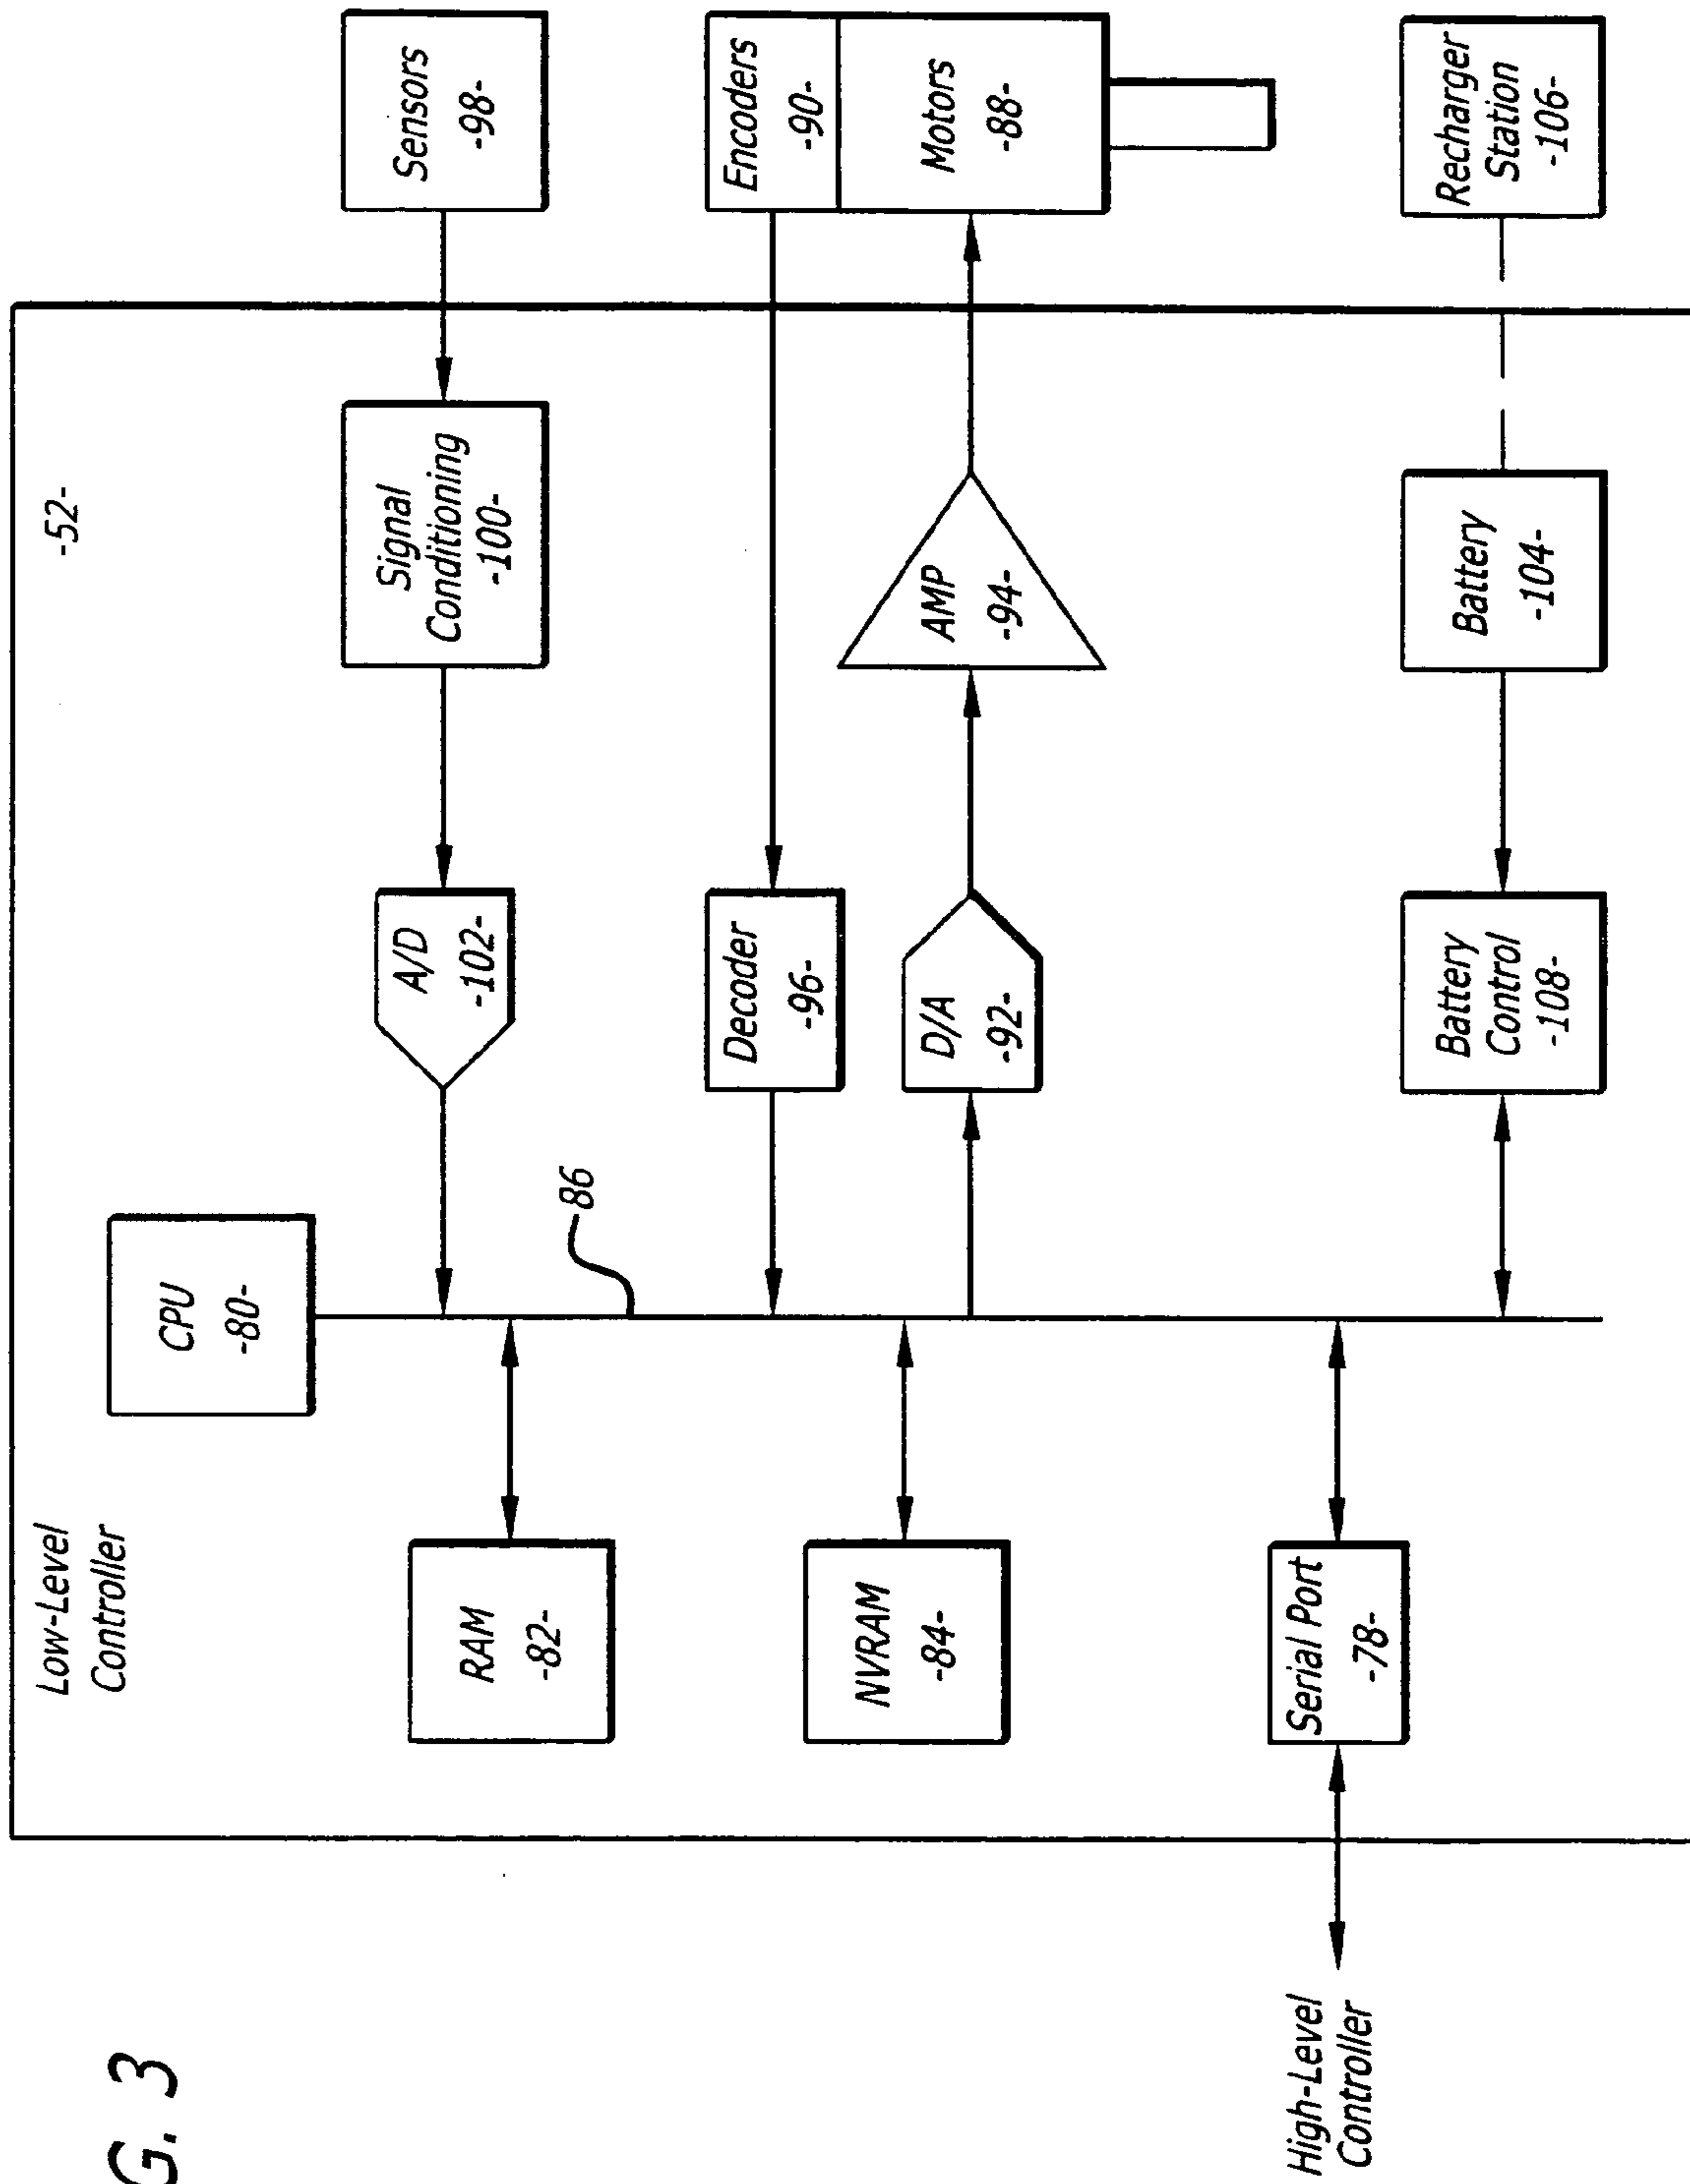 Low-Level
Controller
-52-
CPU
-80-
Sensors
-98-
Signal
Conditioning
-100-
A/D
-102-
RAM
-82-
86
Encoders
-90-
Motors
-88-
Decoder
-96-
AMP
-94-
D/A
-92-
NVRAM
-84-
Serial Port
-78-
High-Level
Controller
Battery
Control
-108-
Battery
-104-
Recharger
Station
-106-
G. 3